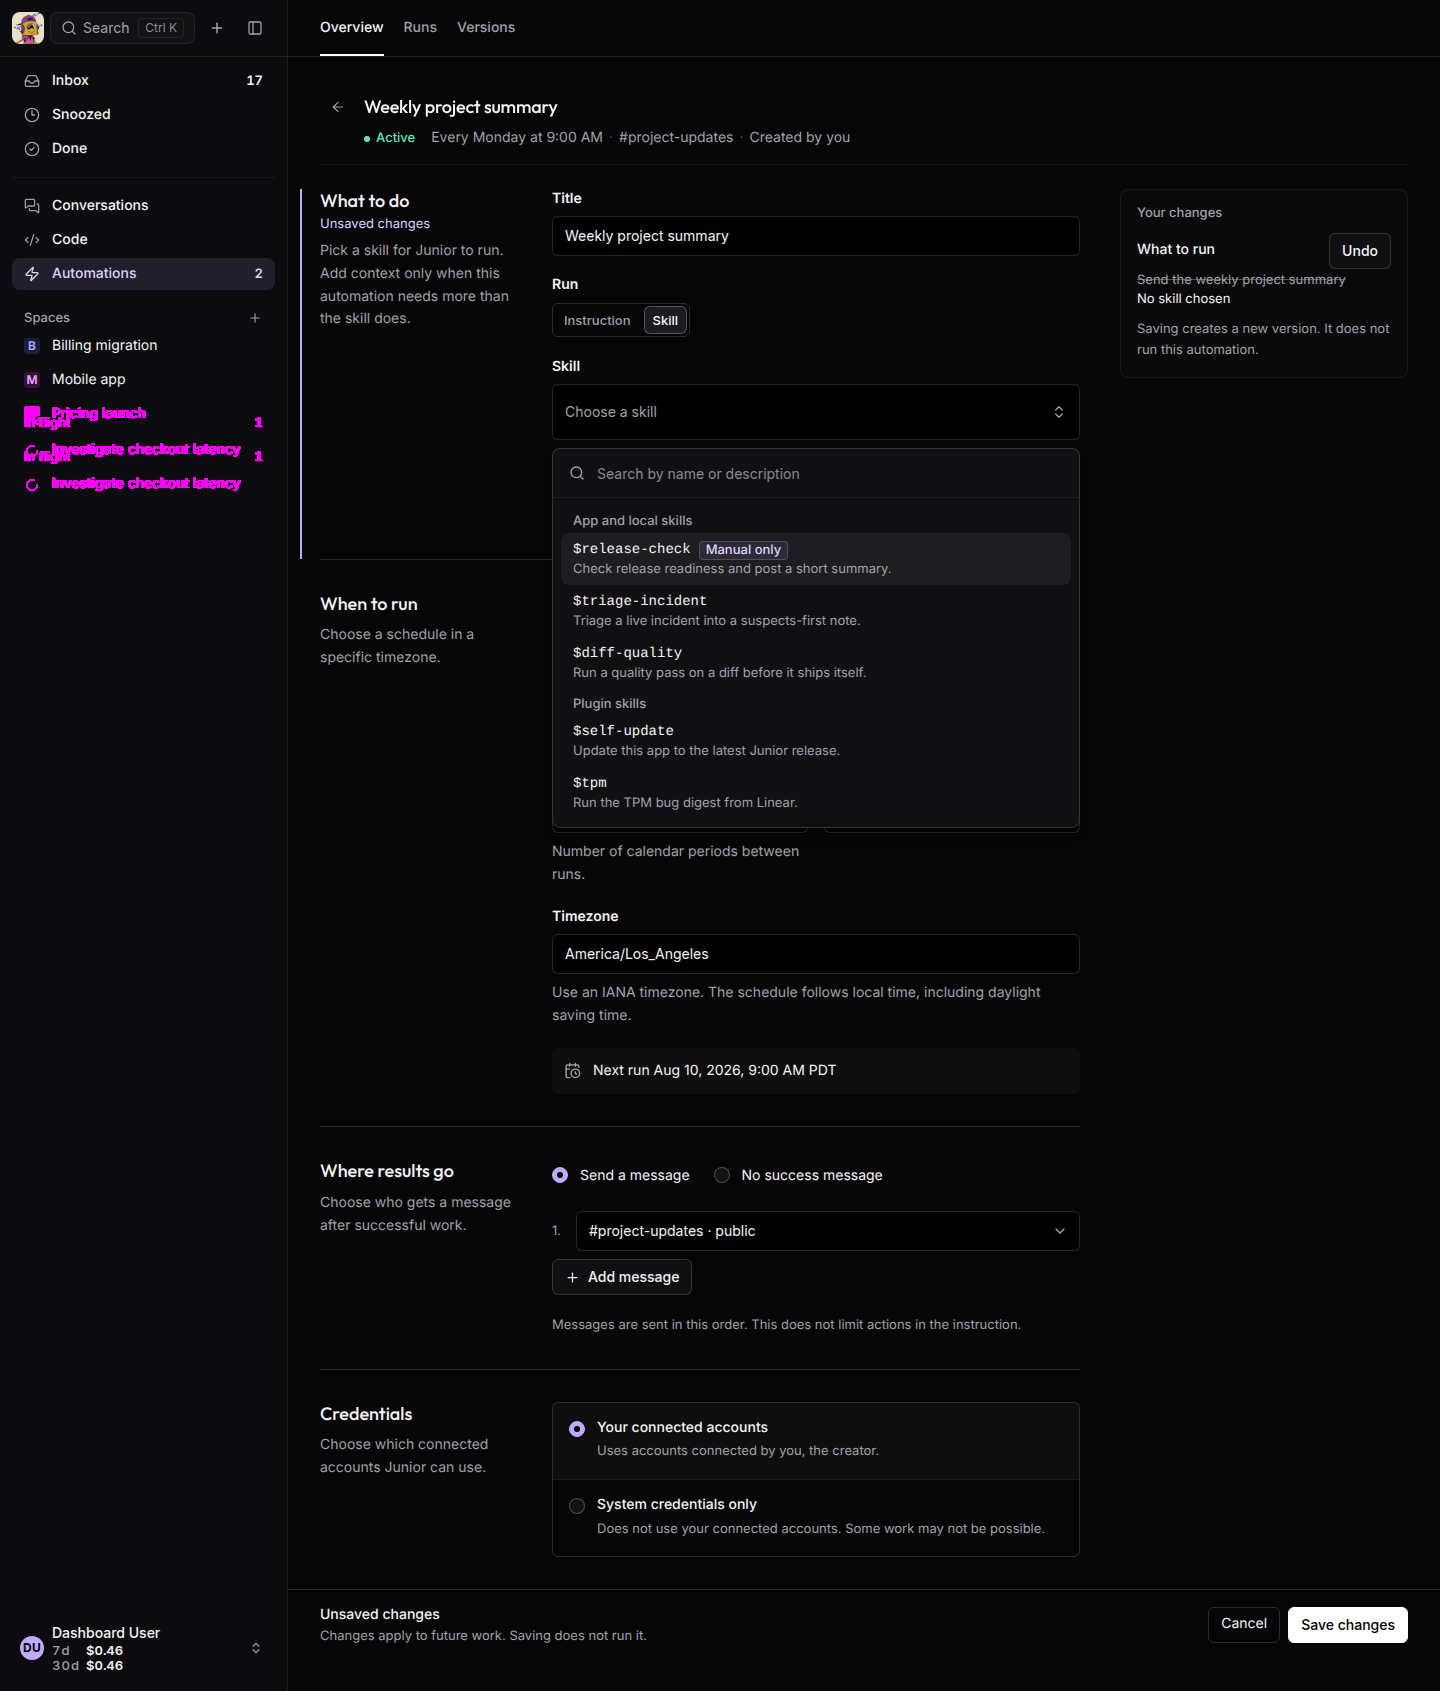 Search Ctrl K
Inbox 17
Snoozed
Done
Conversations
Code
Automations 2
Spaces
B Billing migration
M Mobile app
Pricing launch
In flight 1
Investigate checkout latency
In flight 1
Investigate checkout latency
DU Dashboard User
7d $0.46
30d $0.46
Overview Runs Versions
Weekly project summary
Active Every Monday at 9:00 AM · #project-updates · Created by you
What to do
Unsaved changes
Pick a skill for Junior to run.
Add context only when this
automation needs more than
the skill does.
Title
Weekly project summary
Run
Instruction Skill
Skill
Choose a skill
Search by name or description
App and local skills
$release-check Manual only
Check release readiness and post a short summary.
$triage-incident
Triage a live incident into a suspects-first note.
$diff-quality
Run a quality pass on a diff before it ships itself.
Plugin skills
$self-update
Update this app to the latest Junior release.
$tpm
Run the TPM bug digest from Linear.
Your changes
What to run Undo
Send the weekly project summary
No skill chosen
Saving creates a new version. It does not
run this automation.
When to run
Choose a schedule in a
specific timezone.
Number of calendar periods between
runs.
Timezone
America/Los_Angeles
Use an IANA timezone. The schedule follows local time, including daylight
saving time.
Next run Aug 10, 2026, 9:00 AM PDT
Where results go
Choose who gets a message
after successful work.
Send a message No success message
1. #project-updates · public
Add message
Messages are sent in this order. This does not limit actions in the instruction.
Credentials
Choose which connected
accounts Junior can use.
Your connected accounts
Uses accounts connected by you, the creator.
System credentials only
Does not use your connected accounts. Some work may not be possible.
Unsaved changes
Changes apply to future work. Saving does not run it.
Cancel Save changes